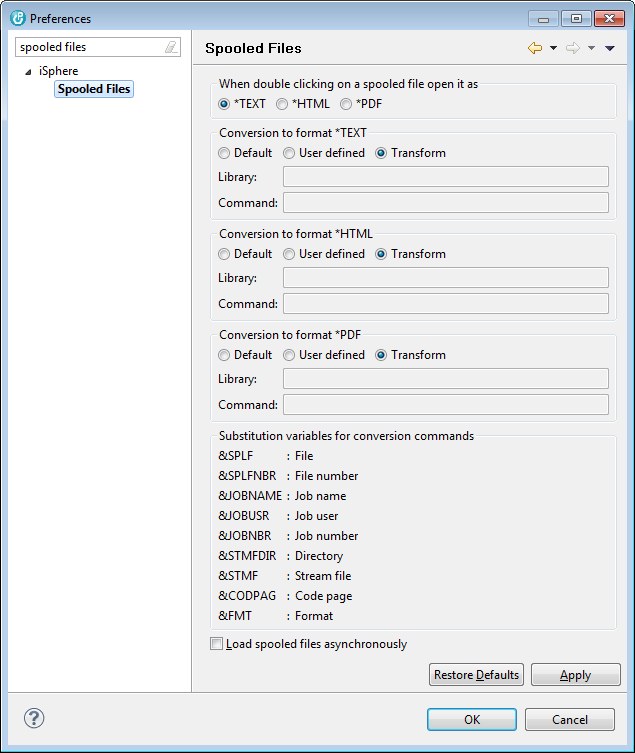 Preferences
spooled files
iSphere
Spooled Files
Spooled Files
When double clicking on a spooled file open it as
*TEXT *HTML *PDF
Conversion to format *TEXT
Default User defined Transform
Library:
Command:
Conversion to format *HTML
Default User defined Transform
Library:
Command:
Conversion to format *PDF
Default User defined Transform
Library:
Command:
Substitution variables for conversion commands
&SPLF : File
&SPLFNBR : File number
&JOBNAME : Job name
&JOBUSR : Job user
&JOBNBR : Job number
&STMFDIR : Directory
&STMF : Stream file
&CODPAG : Code page
&FMT : Format
Load spooled files asynchronously
Restore Defaults Apply
? OK Cancel